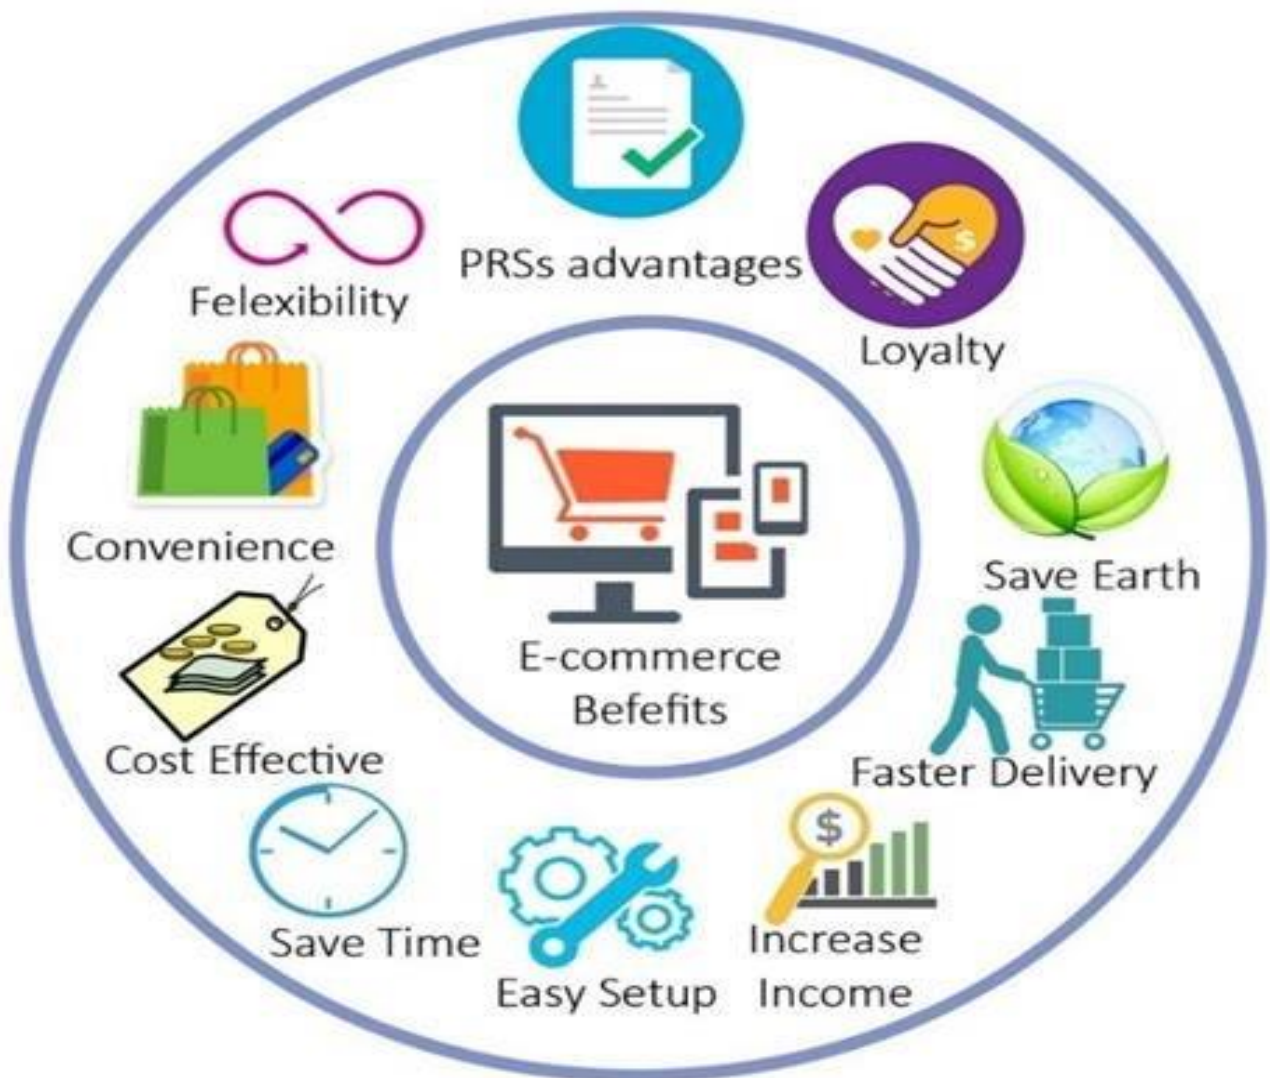 PRSs advantages
Loyalty
Save Earth
Faster Delivery
Increase
Income
Easy Setup
Save Time
Cost Effective
Convenience
Felexibility
E-commerce
Befefits
$
$